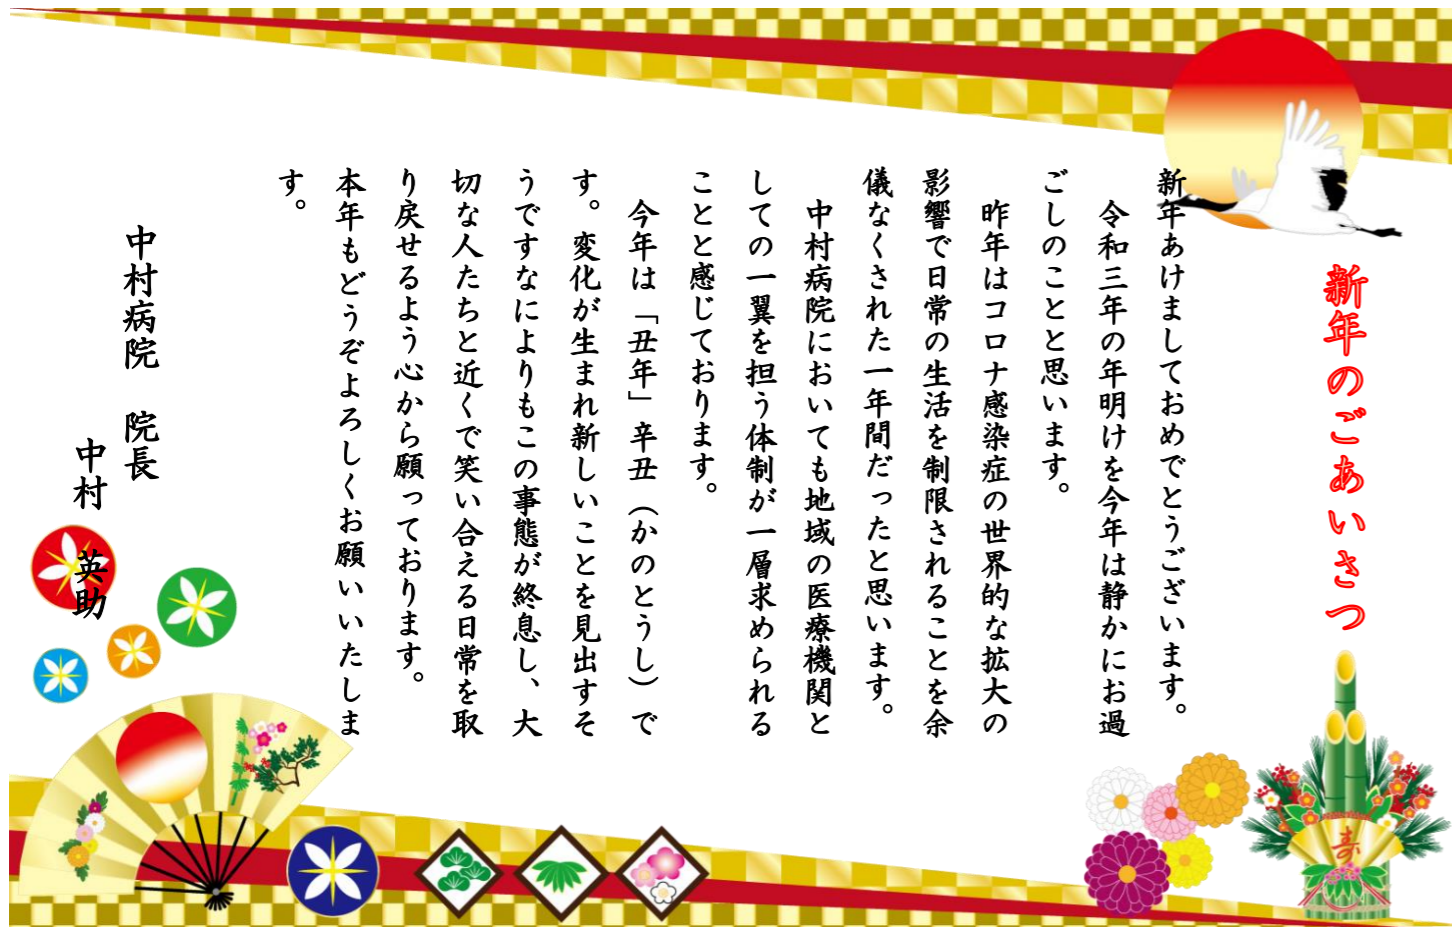 新年のごあいさつ
新年あけましておめでとうございます。
令和三年の年明けを今年は静かにお過
ごしのことと思います。
昨年はコロナ感染症の世界的な拡大の
影響で日常の生活を制限されることを余
儀なくされた一年間だったと思います。
中村病院においても地域の医療機関と
しての一翼を担う体制が一層求められる
ことと感じております。
今年は「丑年」辛丑（かのとうし）で
す。変化が生まれ新しいことを見出すそ
うですなによりもこの事態が終息し、大
切な人たちと近くで笑い合える日常を取
り戻せるよう心から願っております。
本年もどうぞよろしくお願いいたしま
す。
中村病院　院長
中村　英助
寿